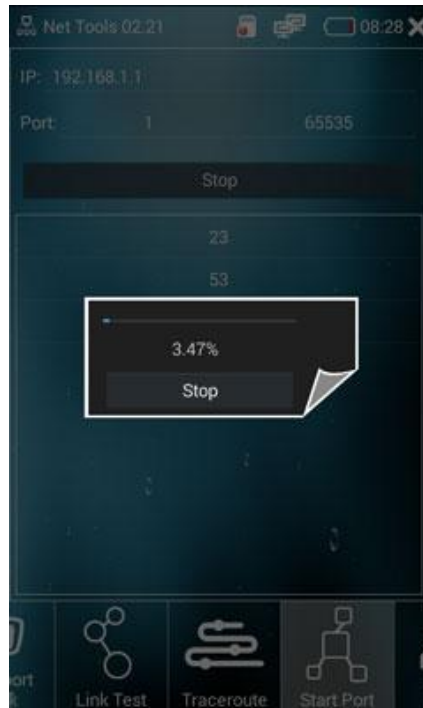 Net Tools 02.21 08:28
IP: 192.168.1.1
Port: 1 65535
Stop
23
53
3.47%
Stop
Link Test Traceroute Start Port